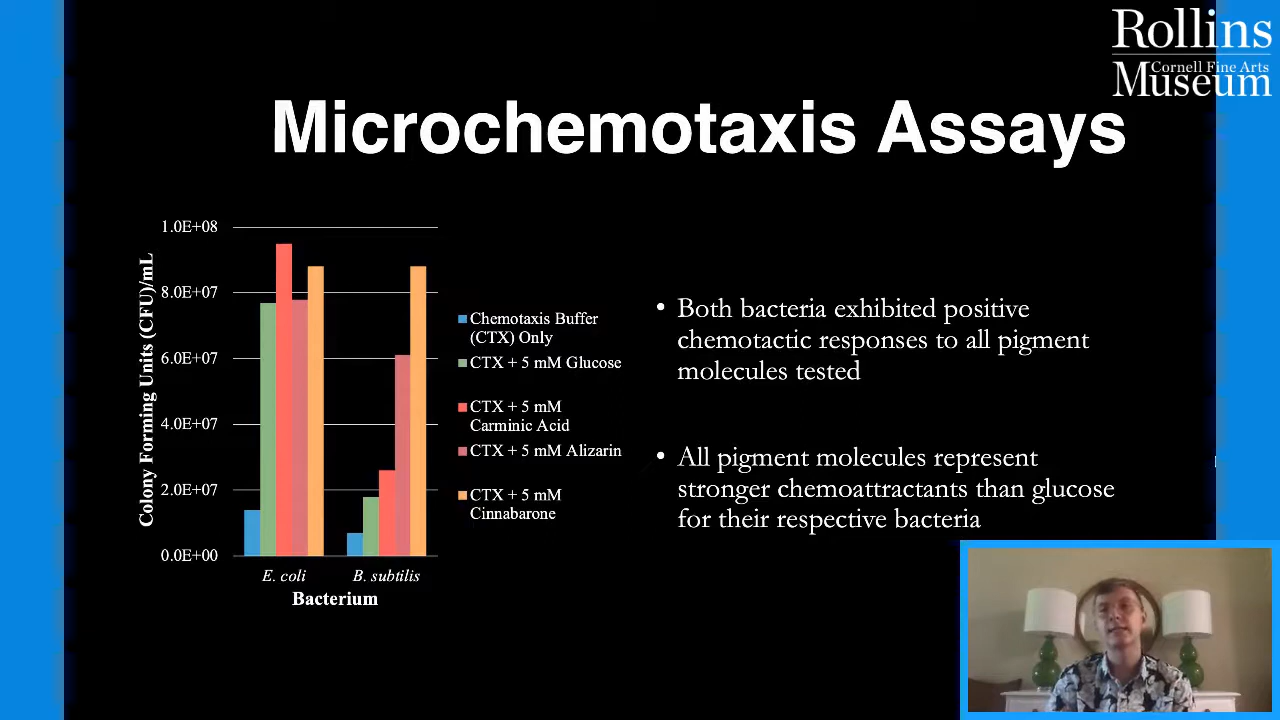 Rollins
Cornell Fine Arts
Museum
Microchemotaxis Assays
Colony Forming Units (CFU)/mL
1.0E+08
8.0E+07
6.0E+07
4.0E+07
2.0E+07
0.0E+00
E. coli
B. subtilis
Bacterium
Chemotaxis Buffer
(CTX) Only
CTX + 5 mM Glucose
CTX + 5 mM
Carminic Acid
CTX + 5 mM Alizarin
CTX + 5 mM
Cinnabarone
• Both bacteria exhibited positive
chemotactic responses to all pigment
molecules tested
• All pigment molecules represent
stronger chemoattractants than glucose
for their respective bacteria